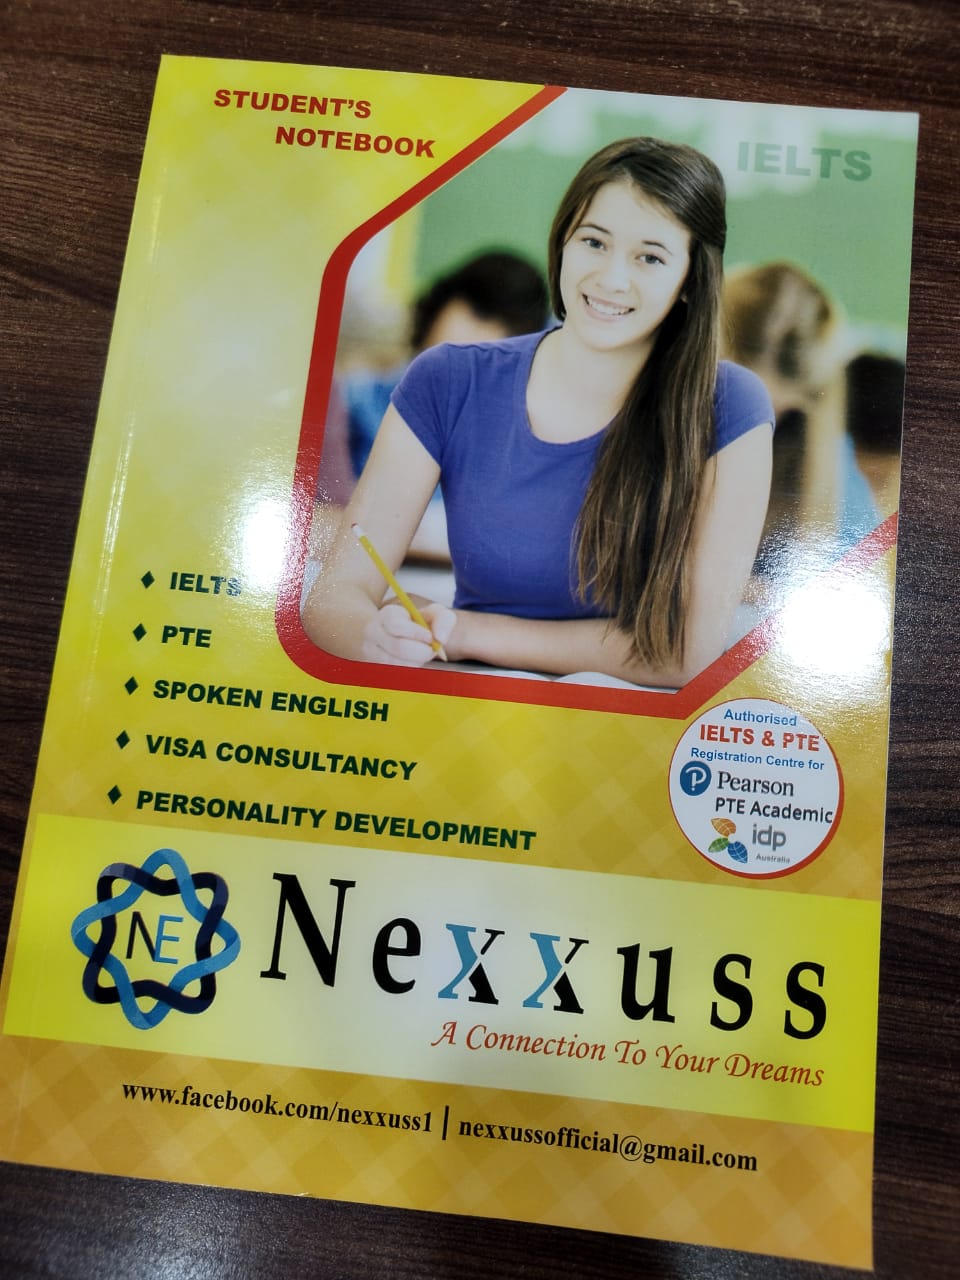 STUDENT'S
NOTEBOOK
IELTS
IELTS
PTE
SPOKEN ENGLISH
VISA CONSULTANCY
PERSONALITY DEVELOPMENT
Authorised
IELTS & PTE
Registration Centre for
P Pearson
PTE Academic
idp
Australia
NE
Nexxuss
A Connection To Your Dreams
www.facebook.com/nexxuss1 | nexxussofficial@gmail.com